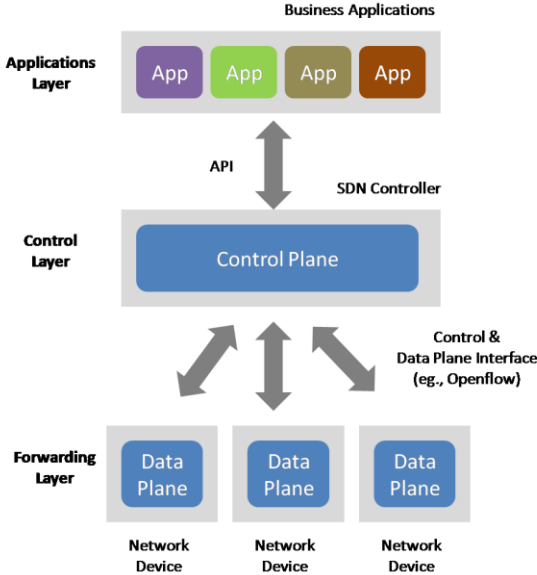 Business Applications
Applications
Layer
App App App App
API
SDN Controller
Control
Layer
Control Plane
Control &
Data Plane Interface
(eg., Openflow)
Forwarding
Layer
Data
Plane
Data
Plane
Data
Plane
Network
Device
Network
Device
Network
Device